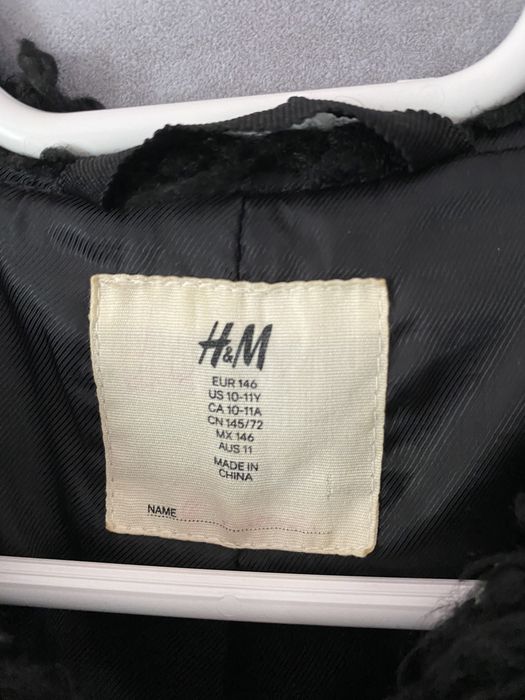 H&M
EUR 146
US 10-11Y
CA 10-11A
CN 145/72
MX 146
AUS 11
MADE IN
CHINA
NAME